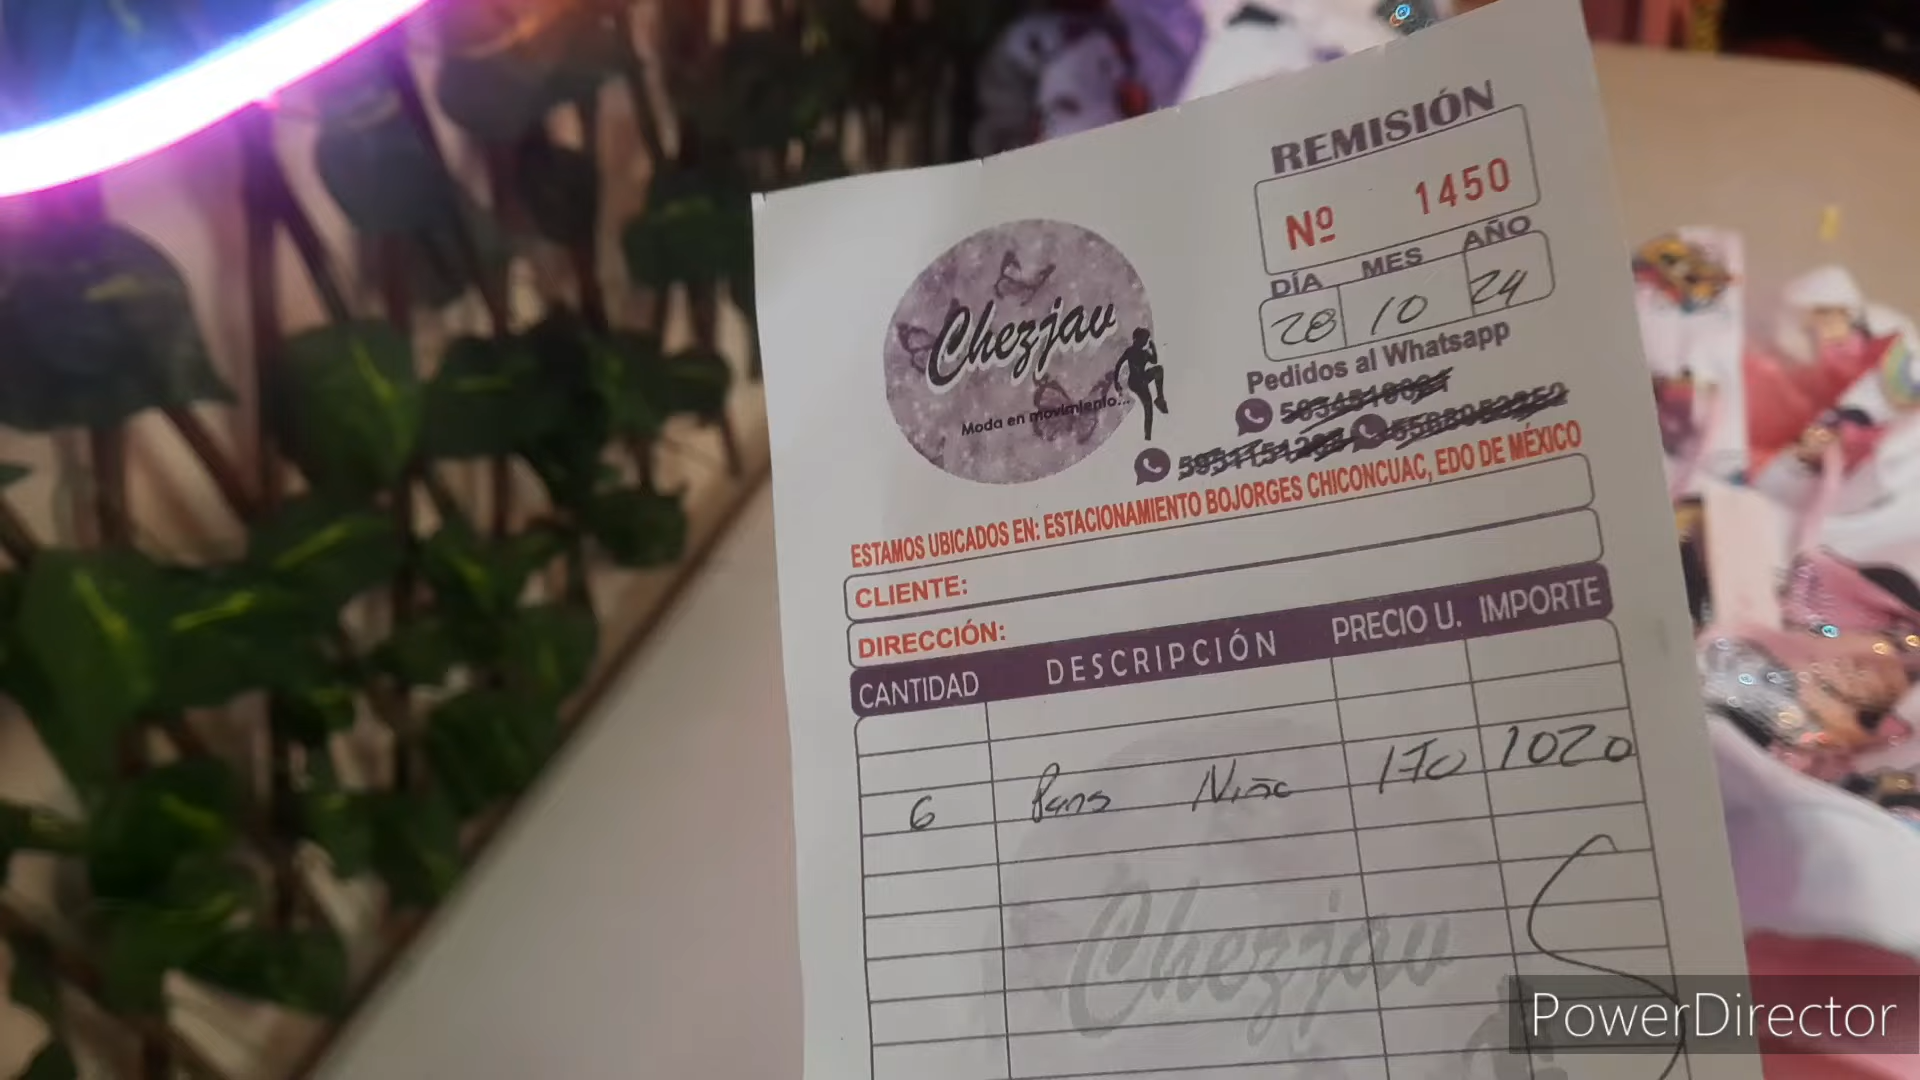 REMISIÓN
Nº 1450
DÍA MES AÑO
28 10 24
Chezjav
Moda en movimiento...
Pedidos al Whatsapp
ESTAMOS UBICADOS EN: ESTACIONAMIENTO BOJORGES CHICONCUAC, EDO DE MÉXICO
CLIENTE:
DIRECCIÓN:
CANTIDAD DESCRIPCIÓN PRECIO U. IMPORTE
6 Pans Niña 170 1020
Chezjav
PowerDirector